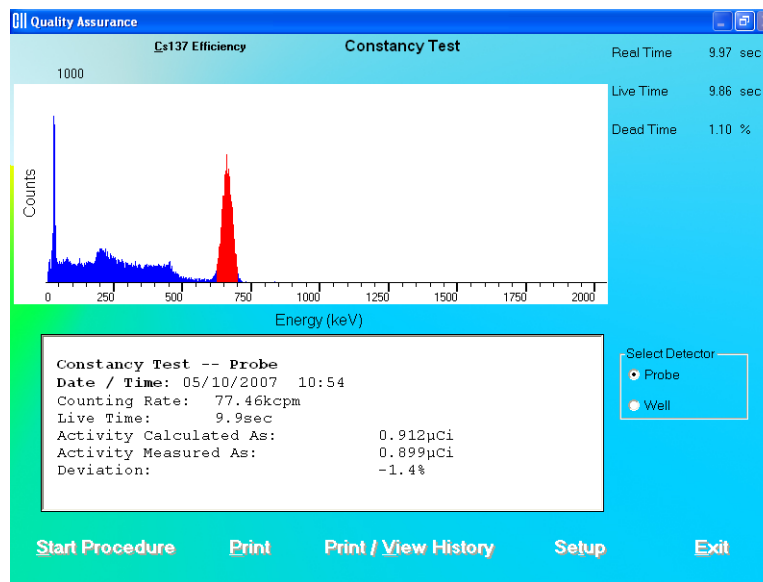 Quality Assurance
Cs137 Efficiency
Constancy Test
1000
Real Time 9.97 sec
Live Time 9.86 sec
Dead Time 1.10 %
Counts
0 250 500 750 1000 1250 1500 1750 2000
Energy (keV)
Constancy Test -- Probe
Date / Time: 05/10/2007 10:54
Counting Rate: 77.46kcpm
Live Time: 9.9sec
Activity Calculated As: 0.912µCi
Activity Measured As: 0.899µCi
Deviation: -1.4%
Select Detector
Probe
Well
Start Procedure Print Print / View History Setup Exit